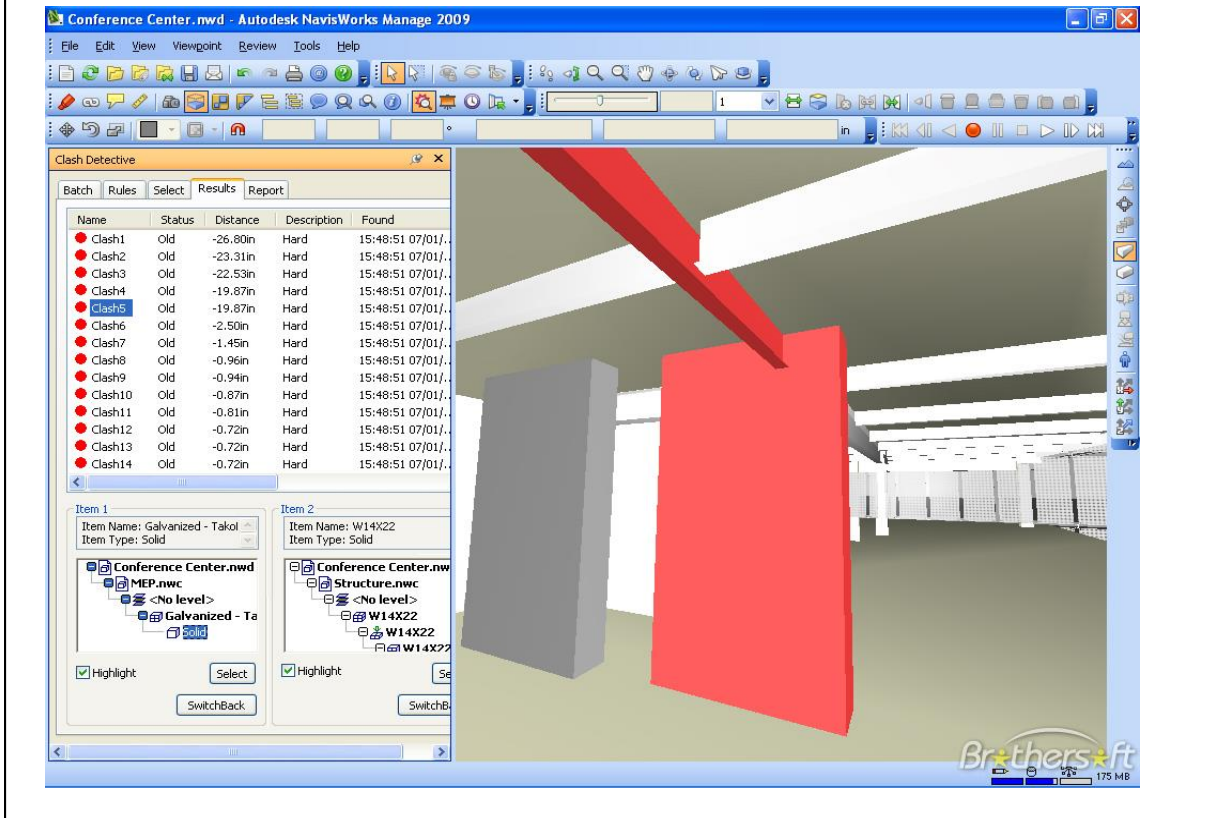 Conference Center.nwd - Autodesk NavisWorks Manage 2009
File Edit View Viewpoint Review Tools Help
1
° in
Clash Detective
Batch Rules Select Results Report
Name Status Distance Description Found
Clash1 Old -26.80in Hard 15:48:51 07/01/..
Clash2 Old -23.31in Hard 15:48:51 07/01/..
Clash3 Old -22.53in Hard 15:48:51 07/01/..
Clash4 Old -19.87in Hard 15:48:51 07/01/..
Clash5 Old -19.87in Hard 15:48:51 07/01/..
Clash6 Old -2.50in Hard 15:48:51 07/01/..
Clash7 Old -1.45in Hard 15:48:51 07/01/..
Clash8 Old -0.96in Hard 15:48:51 07/01/..
Clash9 Old -0.94in Hard 15:48:51 07/01/..
Clash10 Old -0.87in Hard 15:48:51 07/01/..
Clash11 Old -0.81in Hard 15:48:51 07/01/..
Clash12 Old -0.72in Hard 15:48:51 07/01/..
Clash13 Old -0.72in Hard 15:48:51 07/01/..
Clash14 Old -0.72in Hard 15:48:51 07/01/..
Item 1
Item Name: Galvanized - Takol
Item Type: Solid
Conference Center.nwd
MEP.nwc
<No level>
Galvanized - Ta
Solid
Highlight Select
SwitchBack
Item 2
Item Name: W14X22
Item Type: Solid
Conference Center.nw
Structure.nwc
<No level>
W14X22
W14X22
W14X22
Highlight Se
SwitchB
Brothersoft
175 MB